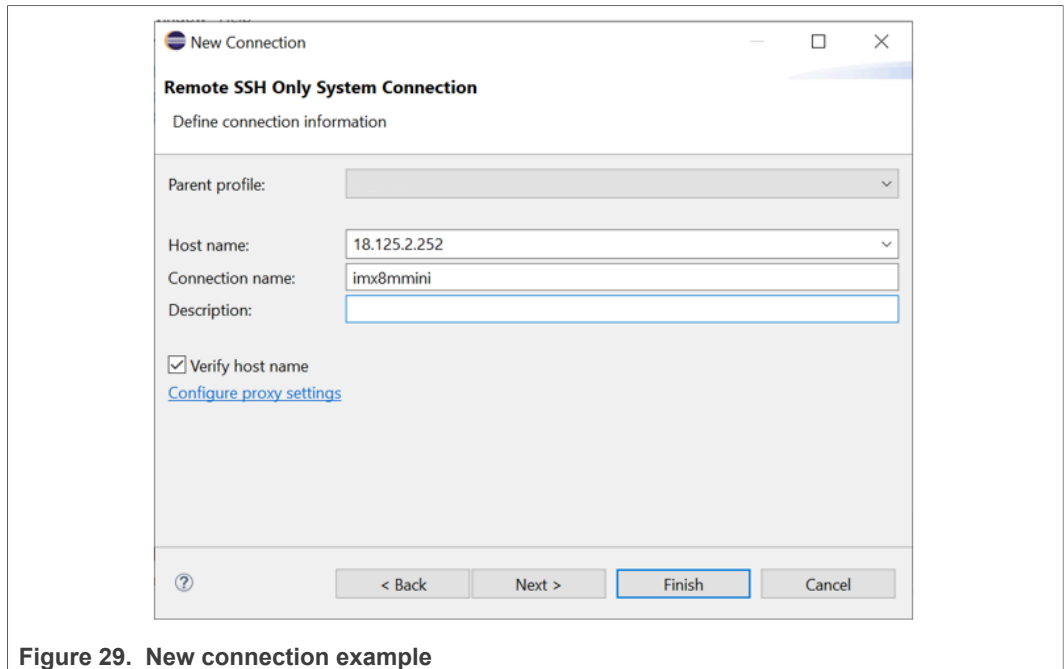 New Connection
Remote SSH Only System Connection
Define connection information
Parent profile:
Host name: 18.125.2.252
Connection name: imx8mmini
Description:
Verify host name
Configure proxy settings
< Back Next > Finish Cancel
Figure 29. New connection example